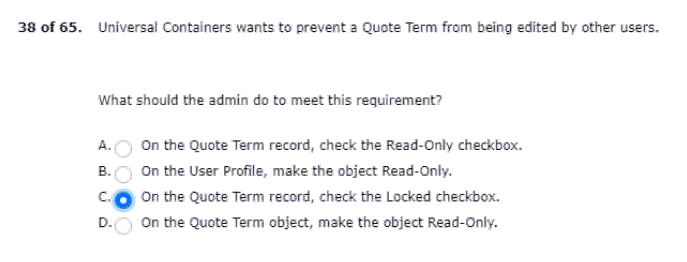 38 of 65. Universal Containers wants to prevent a Quote Term from being edited by other users.
What should the admin do to meet this requirement?
A. On the Quote Term record, check the Read-Only checkbox.
B. On the User Profile, make the object Read-Only.
C. On the Quote Term record, check the Locked checkbox.
D. On the Quote Term object, make the object Read-Only.